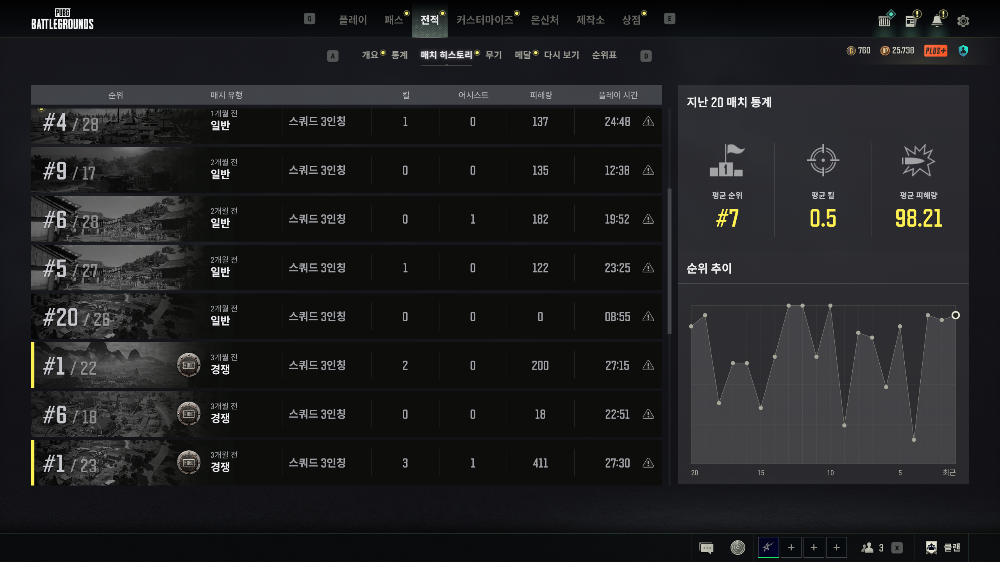 PUBG
BATTLEGROUNDS
Q 플레이 패스 전적 커스터마이즈 은신처 제작소 상점 E
A 개요 통계 매치 히스토리 무기 메달 다시 보기 순위표 D
G 760 BP 25,738 PLUS+
순위 매치 유형 킬 어시스트 피해량 플레이 시간
#4 / 28 1개월 전 일반 스쿼드 3인칭 1 0 137 24:48
#9 / 17 2개월 전 일반 스쿼드 3인칭 0 0 135 12:38
#6 / 28 2개월 전 일반 스쿼드 3인칭 0 1 182 19:52
#5 / 27 2개월 전 일반 스쿼드 3인칭 1 0 122 23:25
#20 / 26 2개월 전 일반 스쿼드 3인칭 0 0 0 08:55
#1 / 22 PUBG 3개월 전 경쟁 스쿼드 3인칭 2 0 200 27:15
#6 / 18 PUBG 3개월 전 경쟁 스쿼드 3인칭 0 0 18 22:51
#1 / 23 PUBG 3개월 전 경쟁 스쿼드 3인칭 3 1 411 27:30
지난 20 매치 통계
1
평균 순위 평균 킬 평균 피해량
#7 0.5 98.21
순위 추이
20 15 10 5 최근
+ + + 3 X 클랜